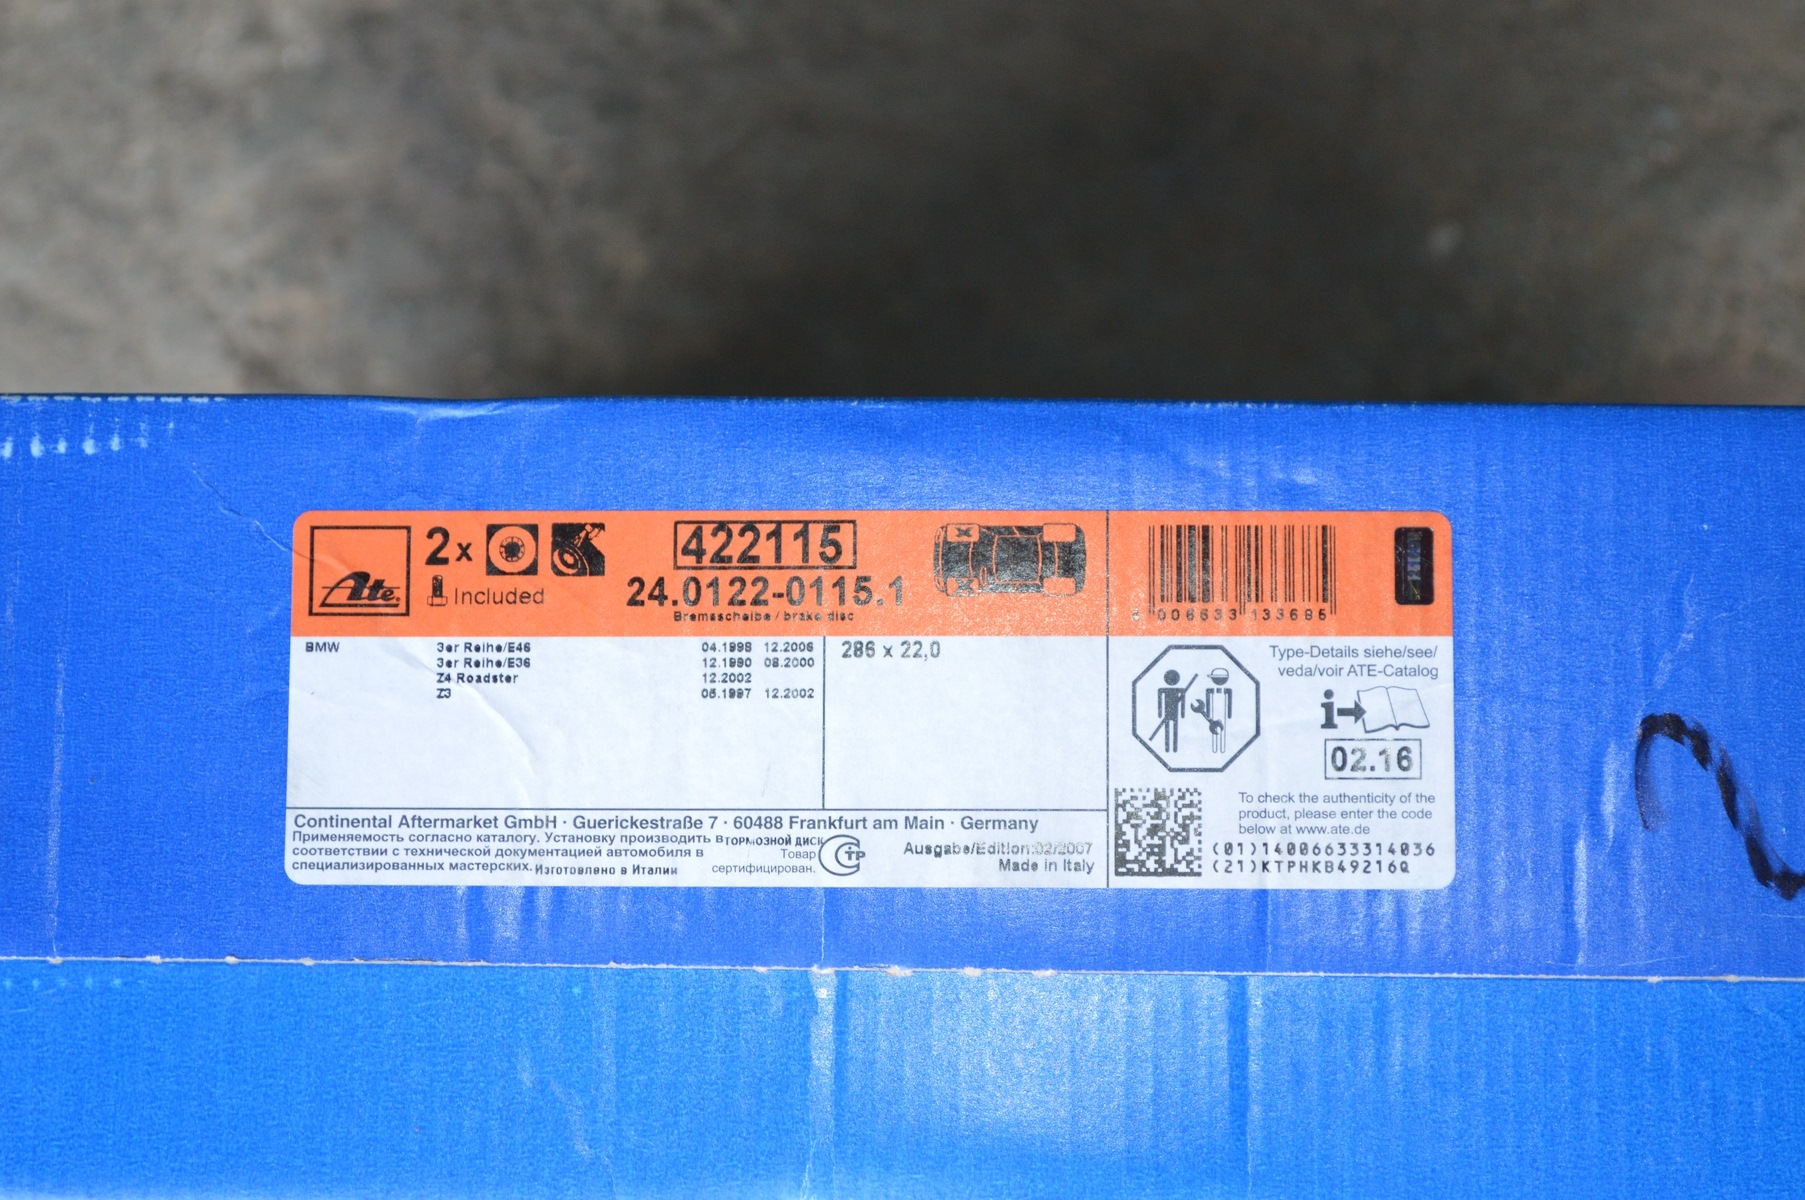 Ate
2x
Included
422115
24.0122-0115.1
Bremsscheibe / brake disc
006633 133685
BMW 3er Reihe/E46 04.1998 12.2006
3er Reihe/E36 12.1990 08.2000
Z4 Roadster 12.2002
Z3 06.1997 12.2002
286 x 22,0
Type-Details siehe/see/
veda/voir ATE-Catalog
i
02.16
To check the authenticity of the
product, please enter the code
below at www.ate.de
(01)14006633314036
(21)KTPHKB49216Q
Continental Aftermarket GmbH · Guerickestraße 7 · 60488 Frankfurt am Main · Germany
Применяемость согласно каталогу. Установку производить в
соответствии с технической документацией автомобиля в
специализированных мастерских. Изготовлено в Италии
ТОРМОЗНОЙ ДИСК
Товар
сертифицирован.
Ausgabe/Edition:02/2007
Made in Italy